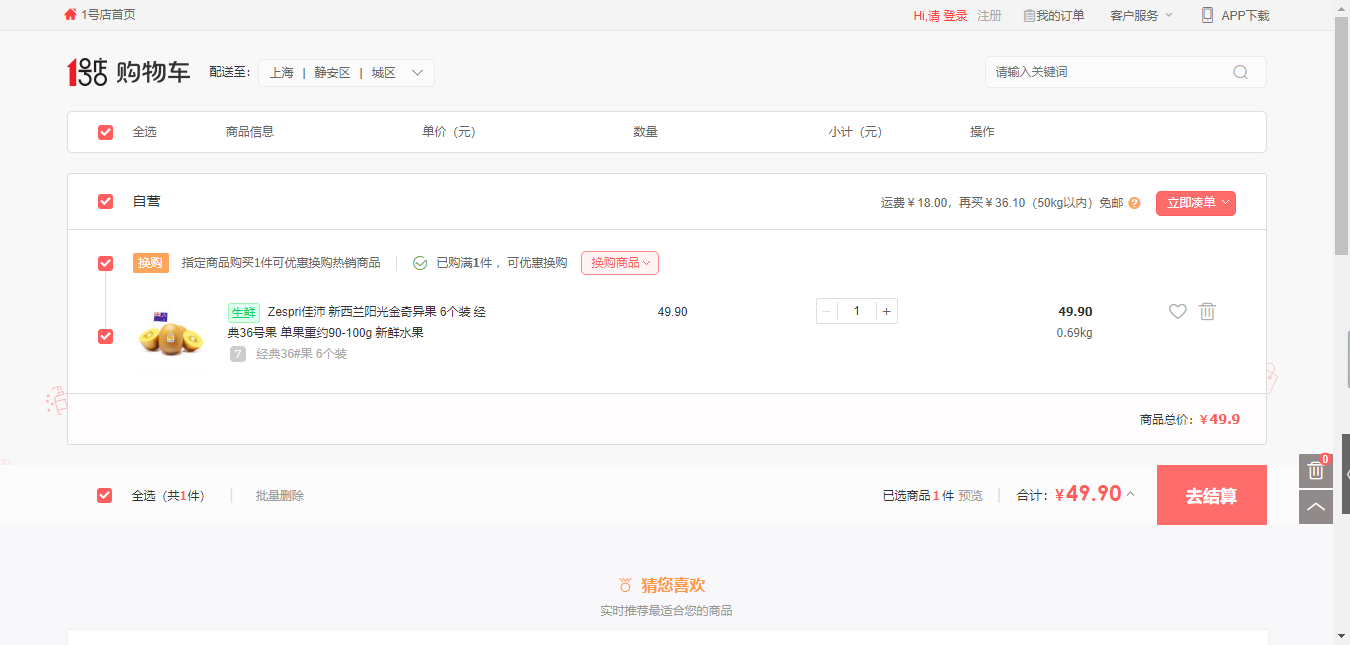 1号店首页
Hi,请 登录 注册 我的订单 客户服务 APP下载
1号店 购物车 配送至: 上海 | 静安区 | 城区
请输入关键词
全选 商品信息 单价（元） 数量 小计（元） 操作
自营 运费￥18.00，再买￥36.10（50kg以内）免邮 ? 立即凑单
换购 指定商品购买1件可优惠换购热销商品 已购满1件 ，可优惠换购 换购商品
生鲜 Zespri佳沛 新西兰阳光金奇异果 6个装 经 49.90 － 1 + 49.90
典36号果 单果重约90-100g 新鲜水果 0.69kg
7 经典36#果 6个装
商品总价: ￥49.9
0
全选（共1件） 批量删除 已选商品1件 预览 合计: ￥49.90 去结算
猜您喜欢
实时推荐最适合您的商品